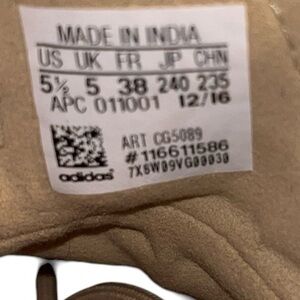 MADE IN INDIA
US UK FR JP CHN
5½ 5 38 240 235
APC 011001 12/16
ART CG5089
#116611586
7X6W09VG00030
adidas